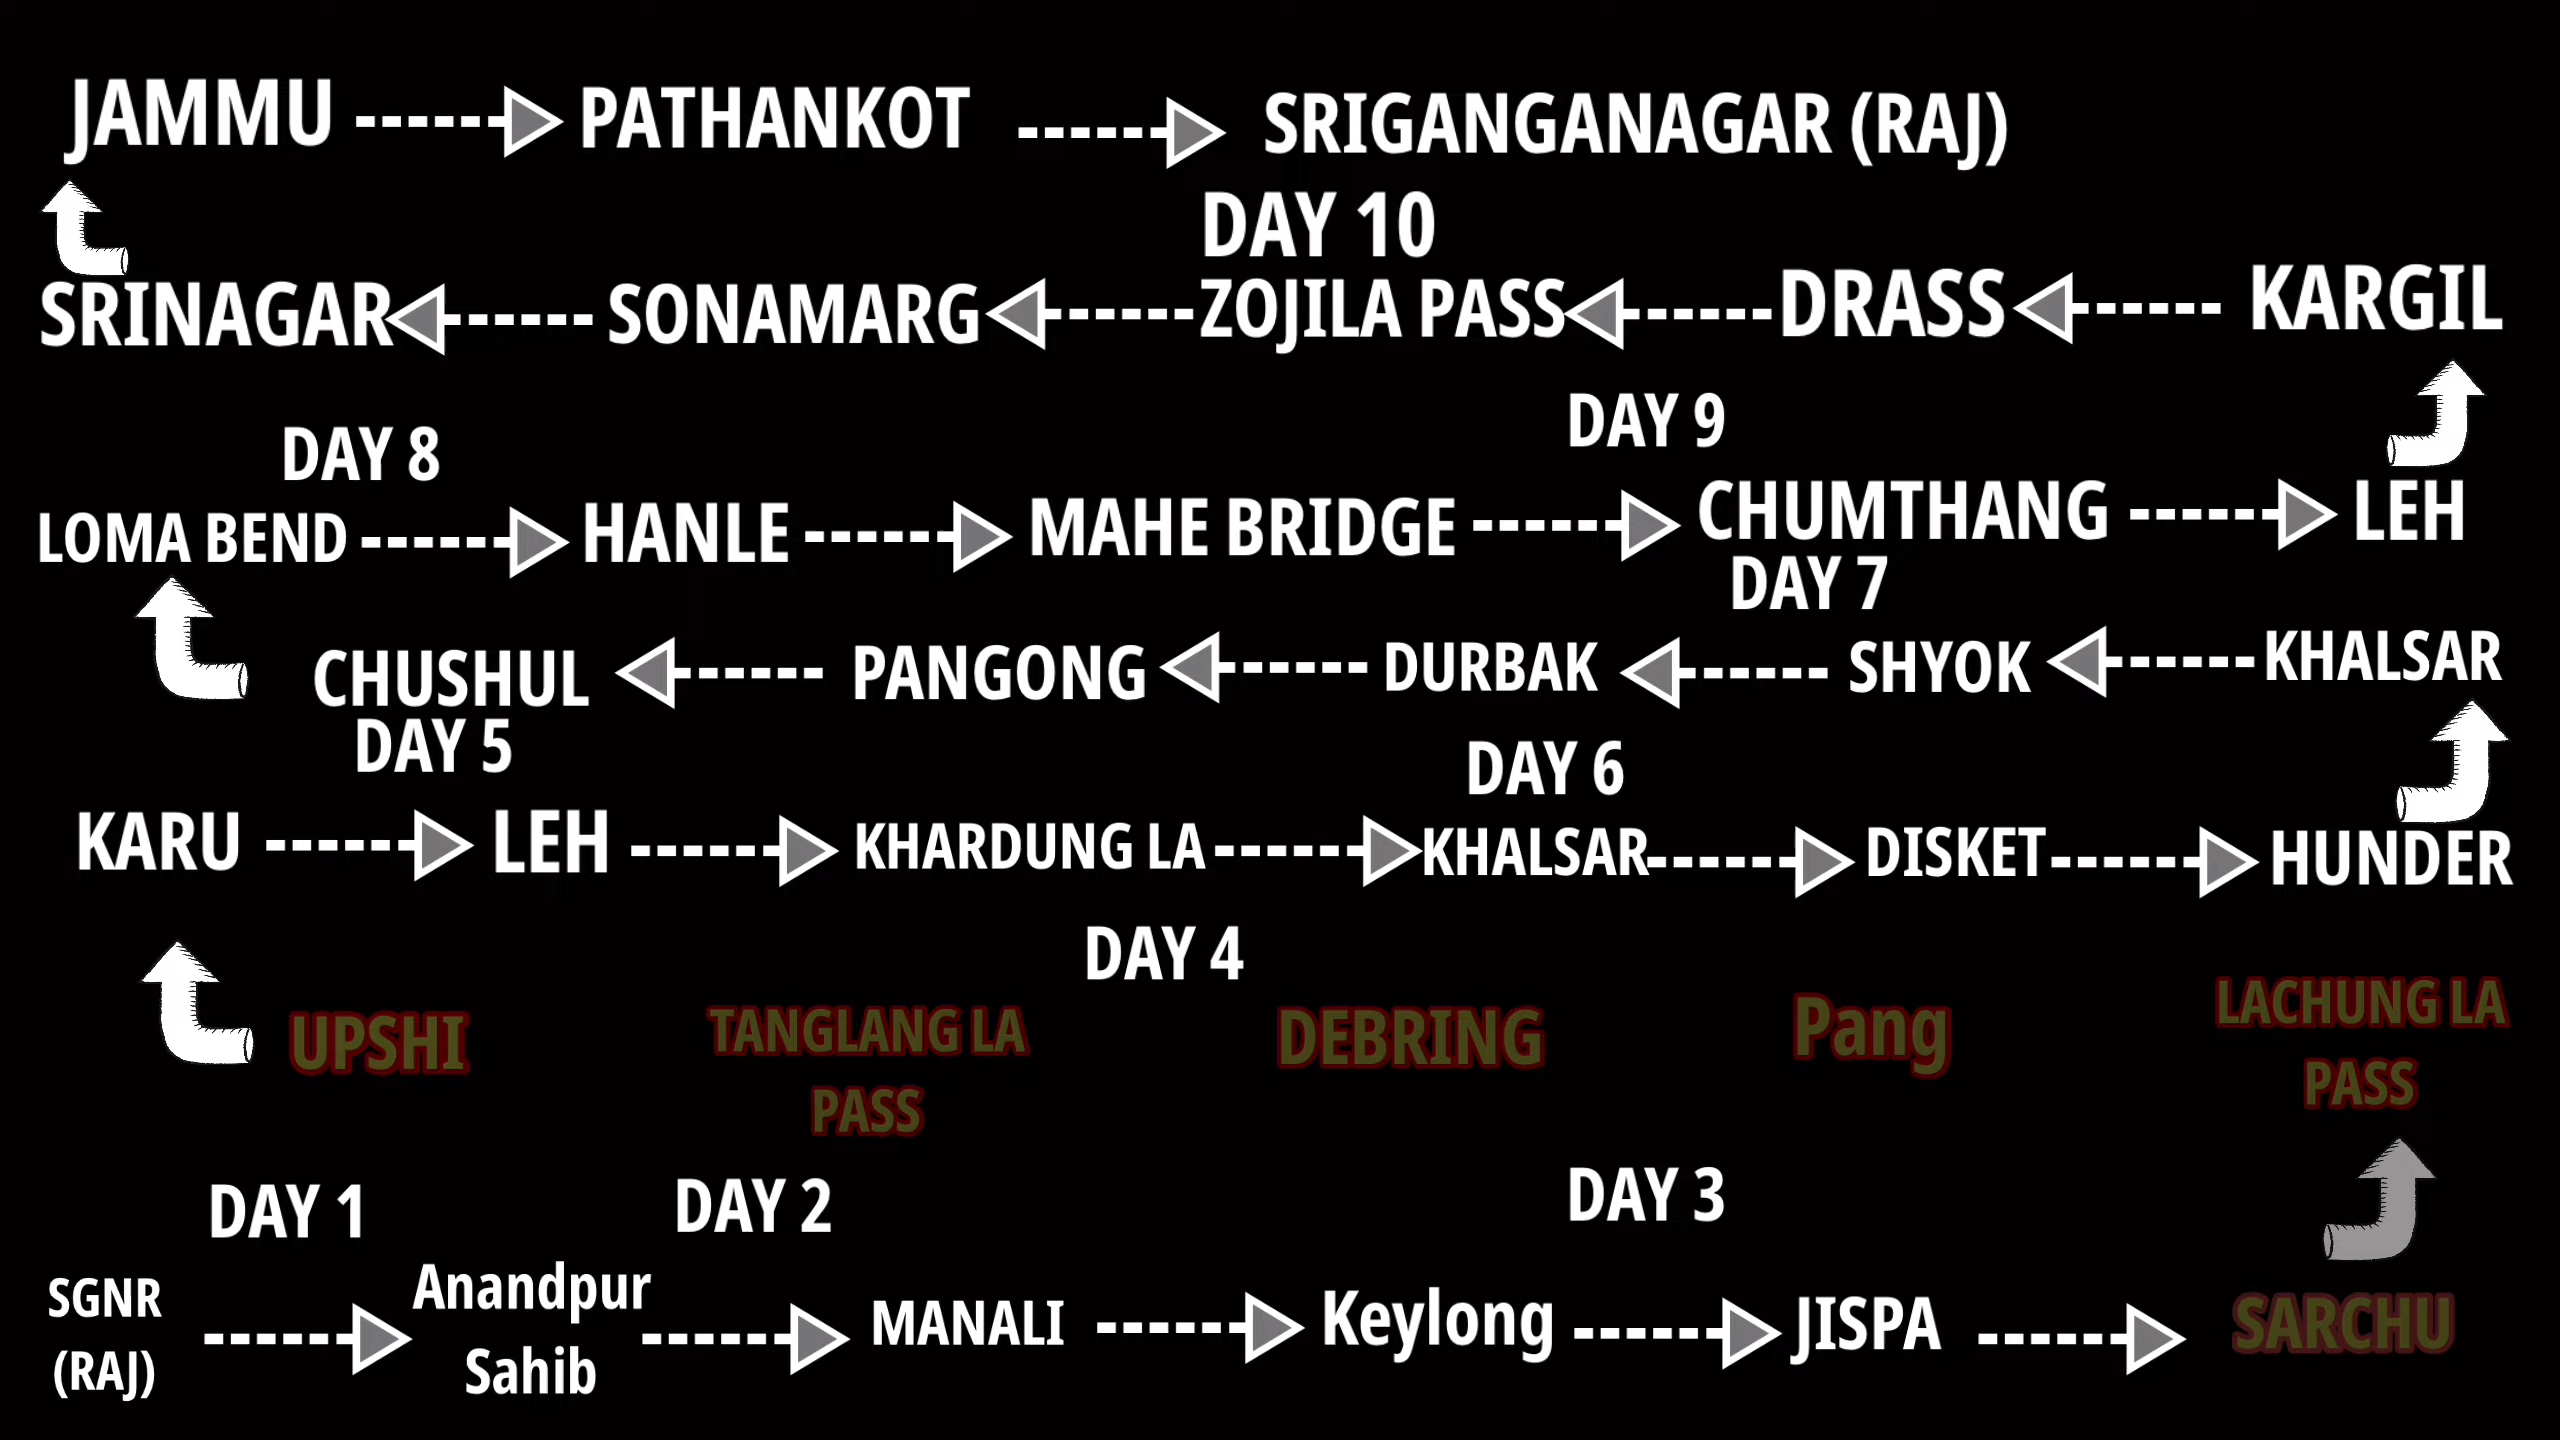 JAMMU PATHANKOT SRIGANGANAGAR (RAJ)
DAY 10
SRINAGAR SONAMARG ZOJILA PASS DRASS KARGIL
DAY 9
DAY 8
LOMA BEND HANLE MAHE BRIDGE CHUMTHANG LEH
DAY 7
CHUSHUL PANGONG DURBAK SHYOK KHALSAR
DAY 5
DAY 6
KARU LEH KHARDUNG LA KHALSAR DISKET HUNDER
DAY 4
UPSHI TANGLANG LA DEBRING Pang LACHUNG LA
PASS PASS
DAY 1 DAY 2 DAY 3
SGNR Anandpur MANALI Keylong JISPA SARCHU
(RAJ) Sahib